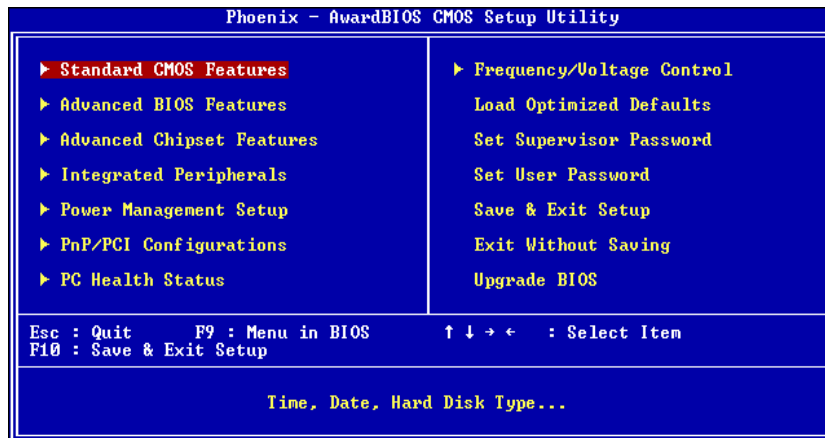 Phoenix - AwardBIOS CMOS Setup Utility
▶ Standard CMOS Features
▶ Advanced BIOS Features
▶ Advanced Chipset Features
▶ Integrated Peripherals
▶ Power Management Setup
▶ PnP/PCI Configurations
▶ PC Health Status
▶ Frequency/Voltage Control
Load Optimized Defaults
Set Supervisor Password
Set User Password
Save & Exit Setup
Exit Without Saving
Upgrade BIOS
Esc : Quit F9 : Menu in BIOS ↑ ↓ → ← : Select Item
F10 : Save & Exit Setup
Time, Date, Hard Disk Type...